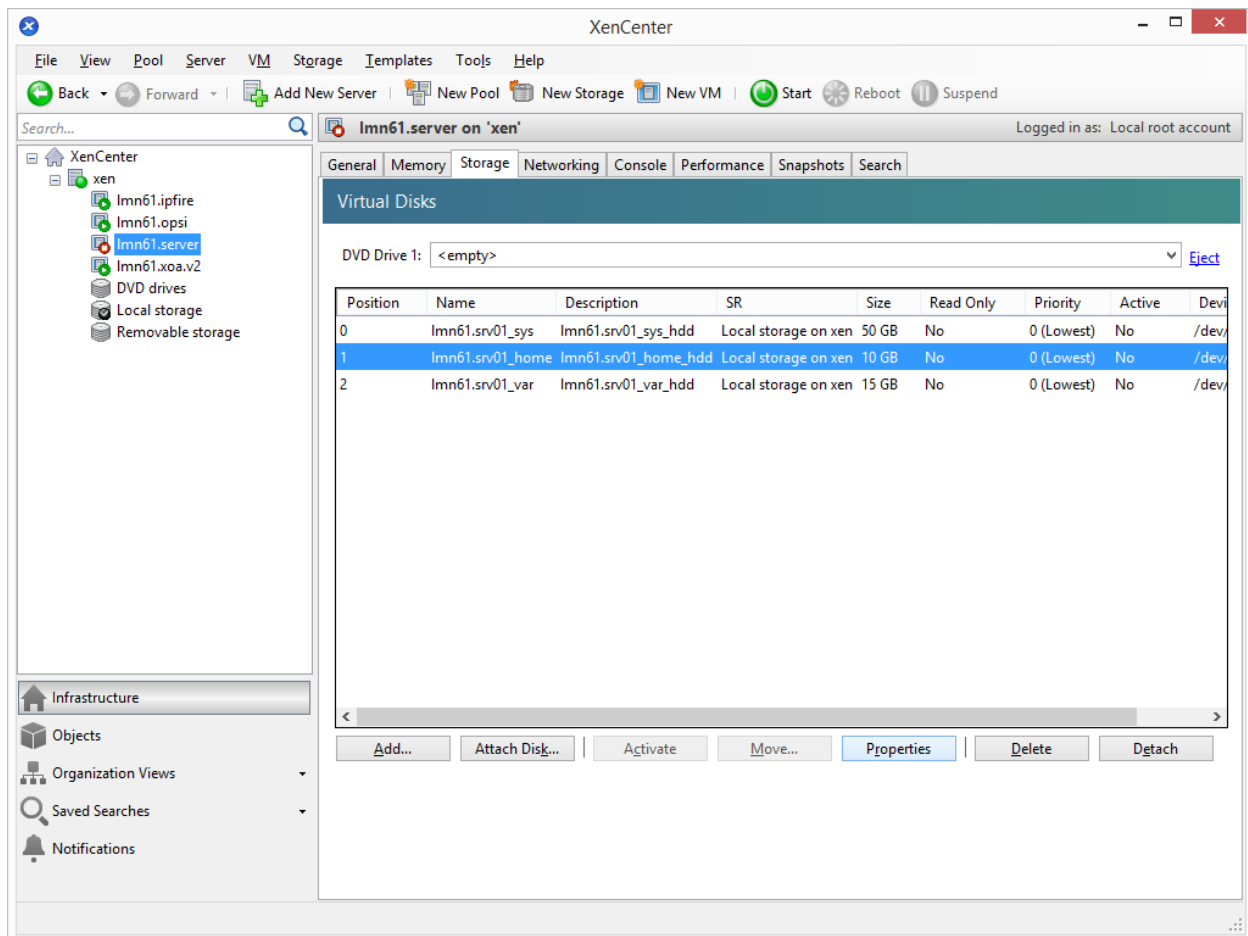 XenCenter
File View Pool Server VM Storage Templates Tools Help
Back Forward Add New Server New Pool New Storage New VM Start Reboot Suspend
Search...
lmn61.server on 'xen' Logged in as: Local root account
XenCenter
xen
lmn61.ipfire
lmn61.opsi
lmn61.server
lmn61.xoa.v2
DVD drives
Local storage
Removable storage
General Memory Storage Networking Console Performance Snapshots Search
Virtual Disks
DVD Drive 1: <empty> Eject
Position Name Description SR Size Read Only Priority Active Devi
0 lmn61.srv01_sys lmn61.srv01_sys_hdd Local storage on xen 50 GB No 0 (Lowest) No /dev/
1 lmn61.srv01_home lmn61.srv01_home_hdd Local storage on xen 10 GB No 0 (Lowest) No /dev/
2 lmn61.srv01_var lmn61.srv01_var_hdd Local storage on xen 15 GB No 0 (Lowest) No /dev/
Add... Attach Disk... Activate Move... Properties Delete Detach
Infrastructure
Objects
Organization Views
Saved Searches
Notifications